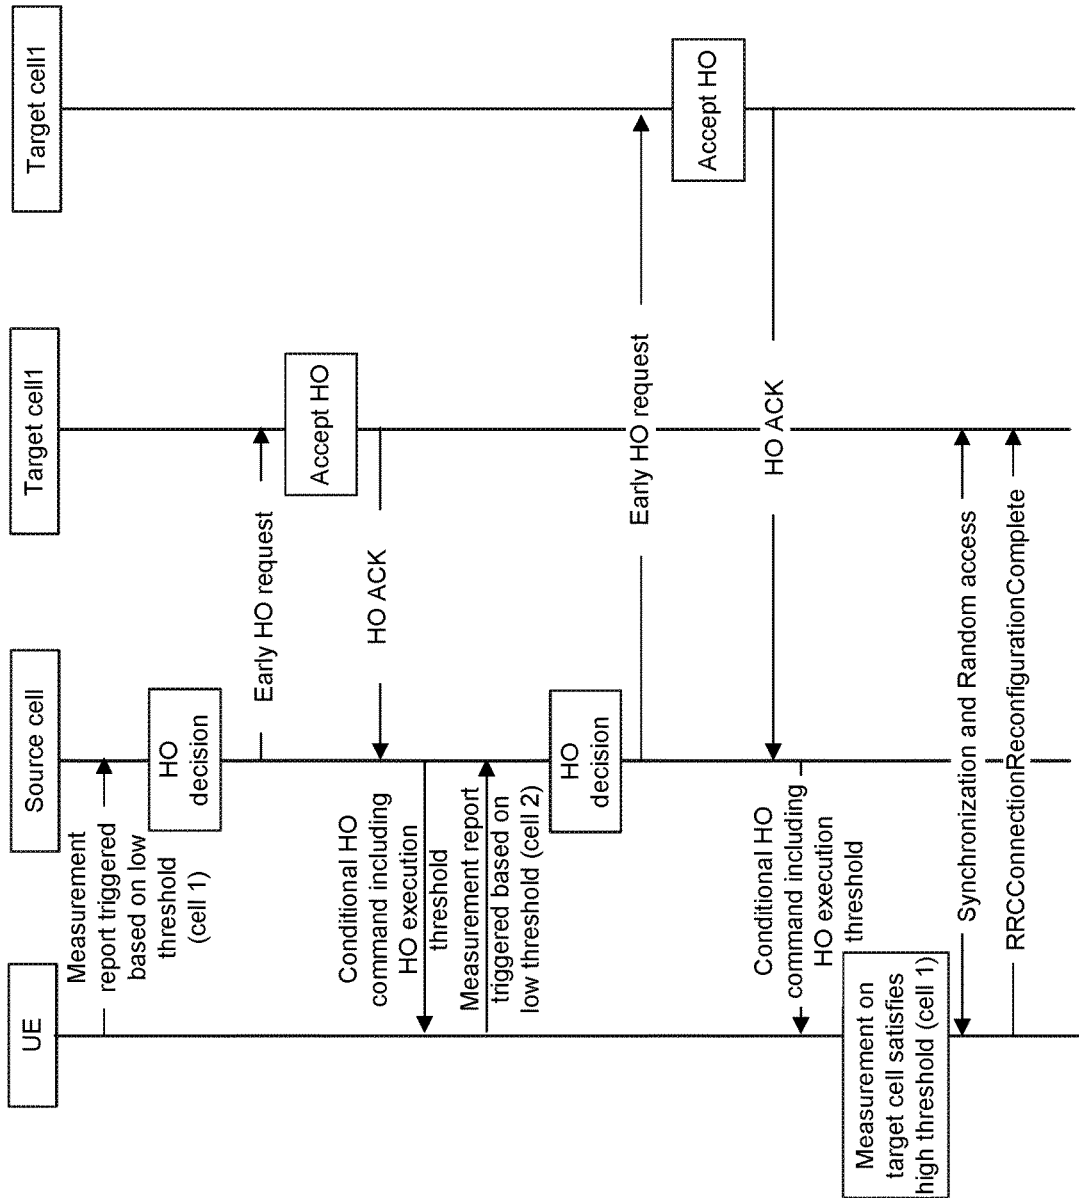 UE
Source cell
Target cell1
Target cell1
Measurement
report triggered
based on low
threshold
(cell 1)
HO
decision
Early HO request
Accept HO
HO ACK
Conditional HO
command including
HO execution
threshold
Measurement report
triggered based on
low threshold (cell 2)
HO
decision
Early HO request
Accept HO
HO ACK
Conditional HO
command including
HO execution
threshold
Measurement on
target cell satisfies
high threshold (cell 1)
Synchronization and Random access
RRCConnectionReconfigurationComplete